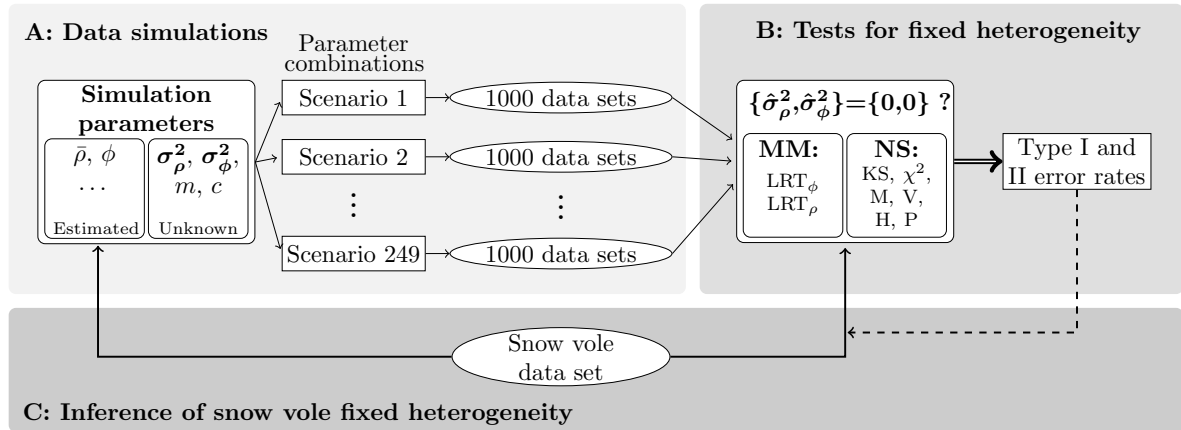 A: Data simulations
Parameter
combinations
Simulation
parameters
ρ̄, ϕ
...
Estimated
σ²ρ, σ²ϕ,
m, c
Unknown
Scenario 1
1000 data sets
Scenario 2
1000 data sets
⋮
⋮
Scenario 249
1000 data sets
B: Tests for fixed heterogeneity
{σ̂²ρ,σ̂²ϕ}={0,0} ?
MM:
LRTϕ
LRTρ
NS:
KS, χ²,
M, V,
H, P
Type I and
II error rates
Snow vole
data set
C: Inference of snow vole fixed heterogeneity